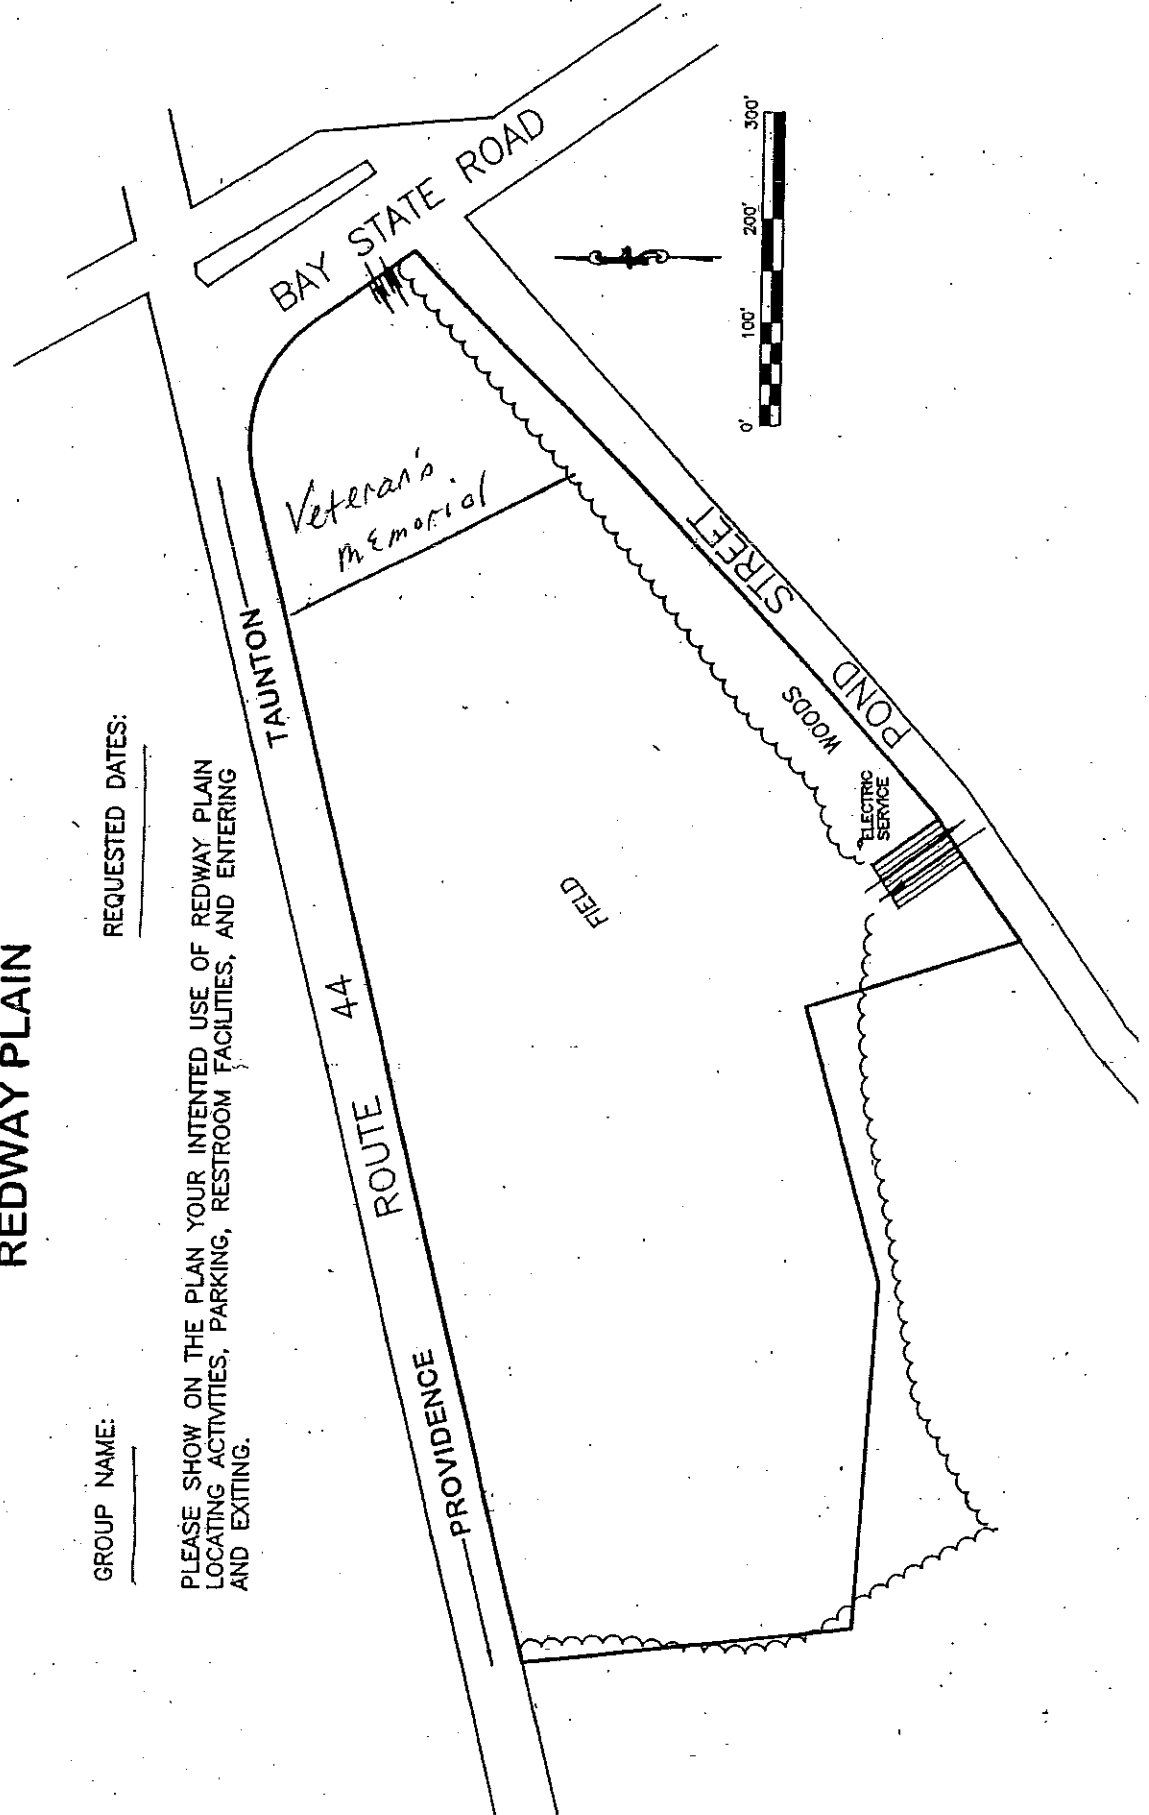 REDWAY PLAIN
GROUP NAME:
REQUESTED DATES:
PLEASE SHOW ON THE PLAN YOUR INTENTED USE OF REDWAY PLAIN
LOCATING ACTIVITIES, PARKING, RESTROOM FACILITIES, AND ENTERING
AND EXITING.
PROVIDENCE
ROUTE 44
TAUNTON
Veteran's
memorial
BAY STATE ROAD
FIELD
WOODS
ELECTRIC
SERVICE
POND STREET
0' 100' 200' 300'